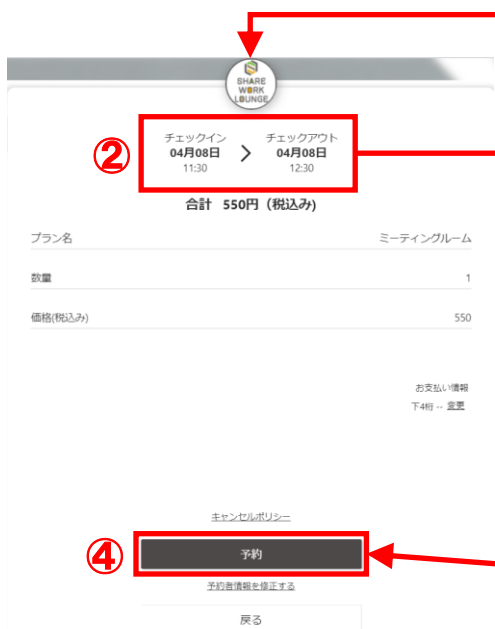 SHARE
WORK
LOUNGE
②
チェックイン チェックアウト
04月08日 > 04月08日
11:30 12:30
合計 550円（税込み)
プラン名 ミーティングルーム
数量 1
価格(税込み) 550
お支払い情報
下4桁 -- 変更
キャンセルポリシー
④
予約
予約者情報を修正する
戻る